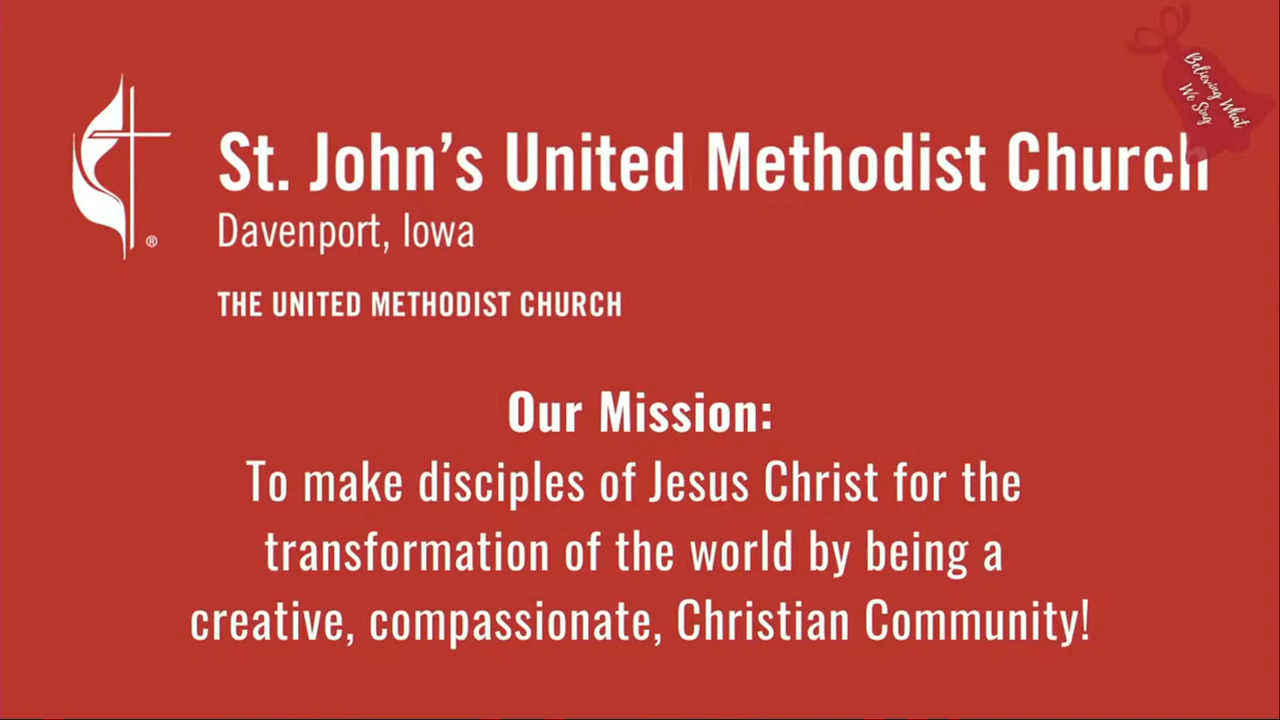 Believing What
We Sing
St. John's United Methodist Church
Davenport, Iowa
®
THE UNITED METHODIST CHURCH
Our Mission:
To make disciples of Jesus Christ for the
transformation of the world by being a
creative, compassionate, Christian Community!